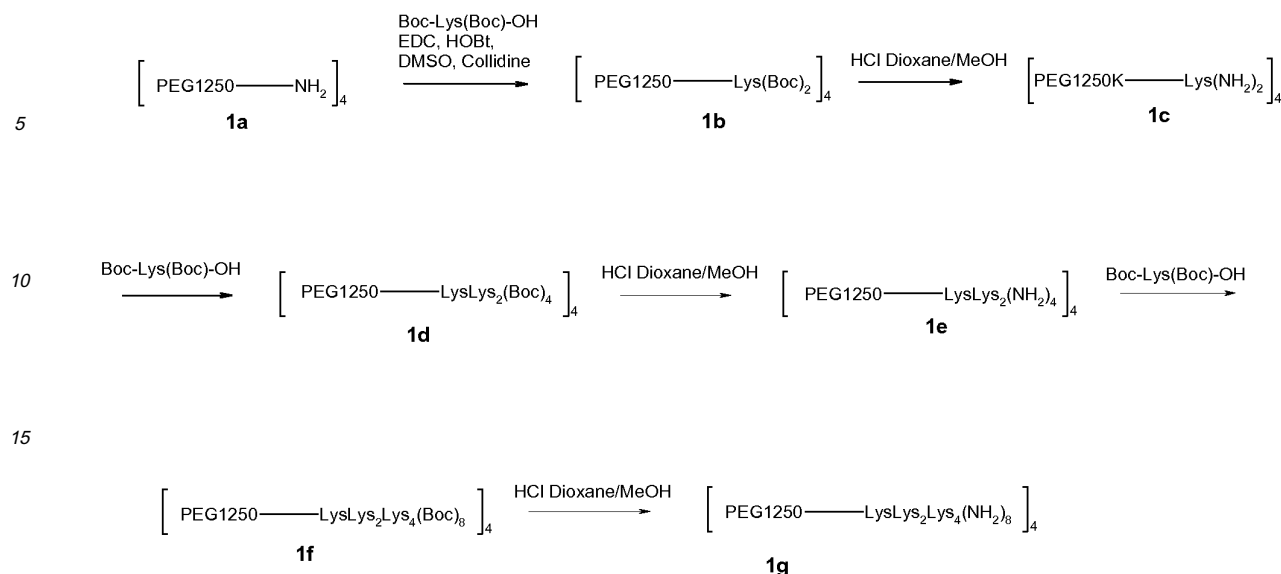 Boc-Lys(Boc)-OH
EDC, HOBt,
DMSO, Collidine
HCl Dioxane/MeOH
[ PEG1250——NH₂ ]₄
[ PEG1250——Lys(Boc)₂ ]₄
[ PEG1250K——Lys(NH₂)₂ ]₄
1a
1b
1c
5
Boc-Lys(Boc)-OH
HCl Dioxane/MeOH
Boc-Lys(Boc)-OH
10
[ PEG1250——LysLys₂(Boc)₄ ]₄
[ PEG1250——LysLys₂(NH₂)₄ ]₄
1d
1e
15
HCl Dioxane/MeOH
[ PEG1250——LysLys₂Lys₄(Boc)₈ ]₄
[ PEG1250——LysLys₂Lys₄(NH₂)₈ ]₄
1f
1g